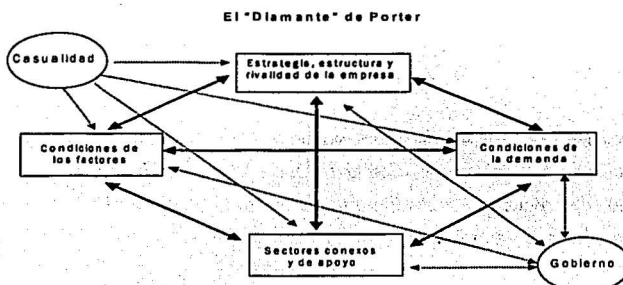 El "Diamante" de Porter
Casualidad
Estrategia, estructura y
rivalidad de la empresa
Condiciones de
los factores
Condiciones de
la demanda
Sectores conexos
y de apoyo
Gobierno